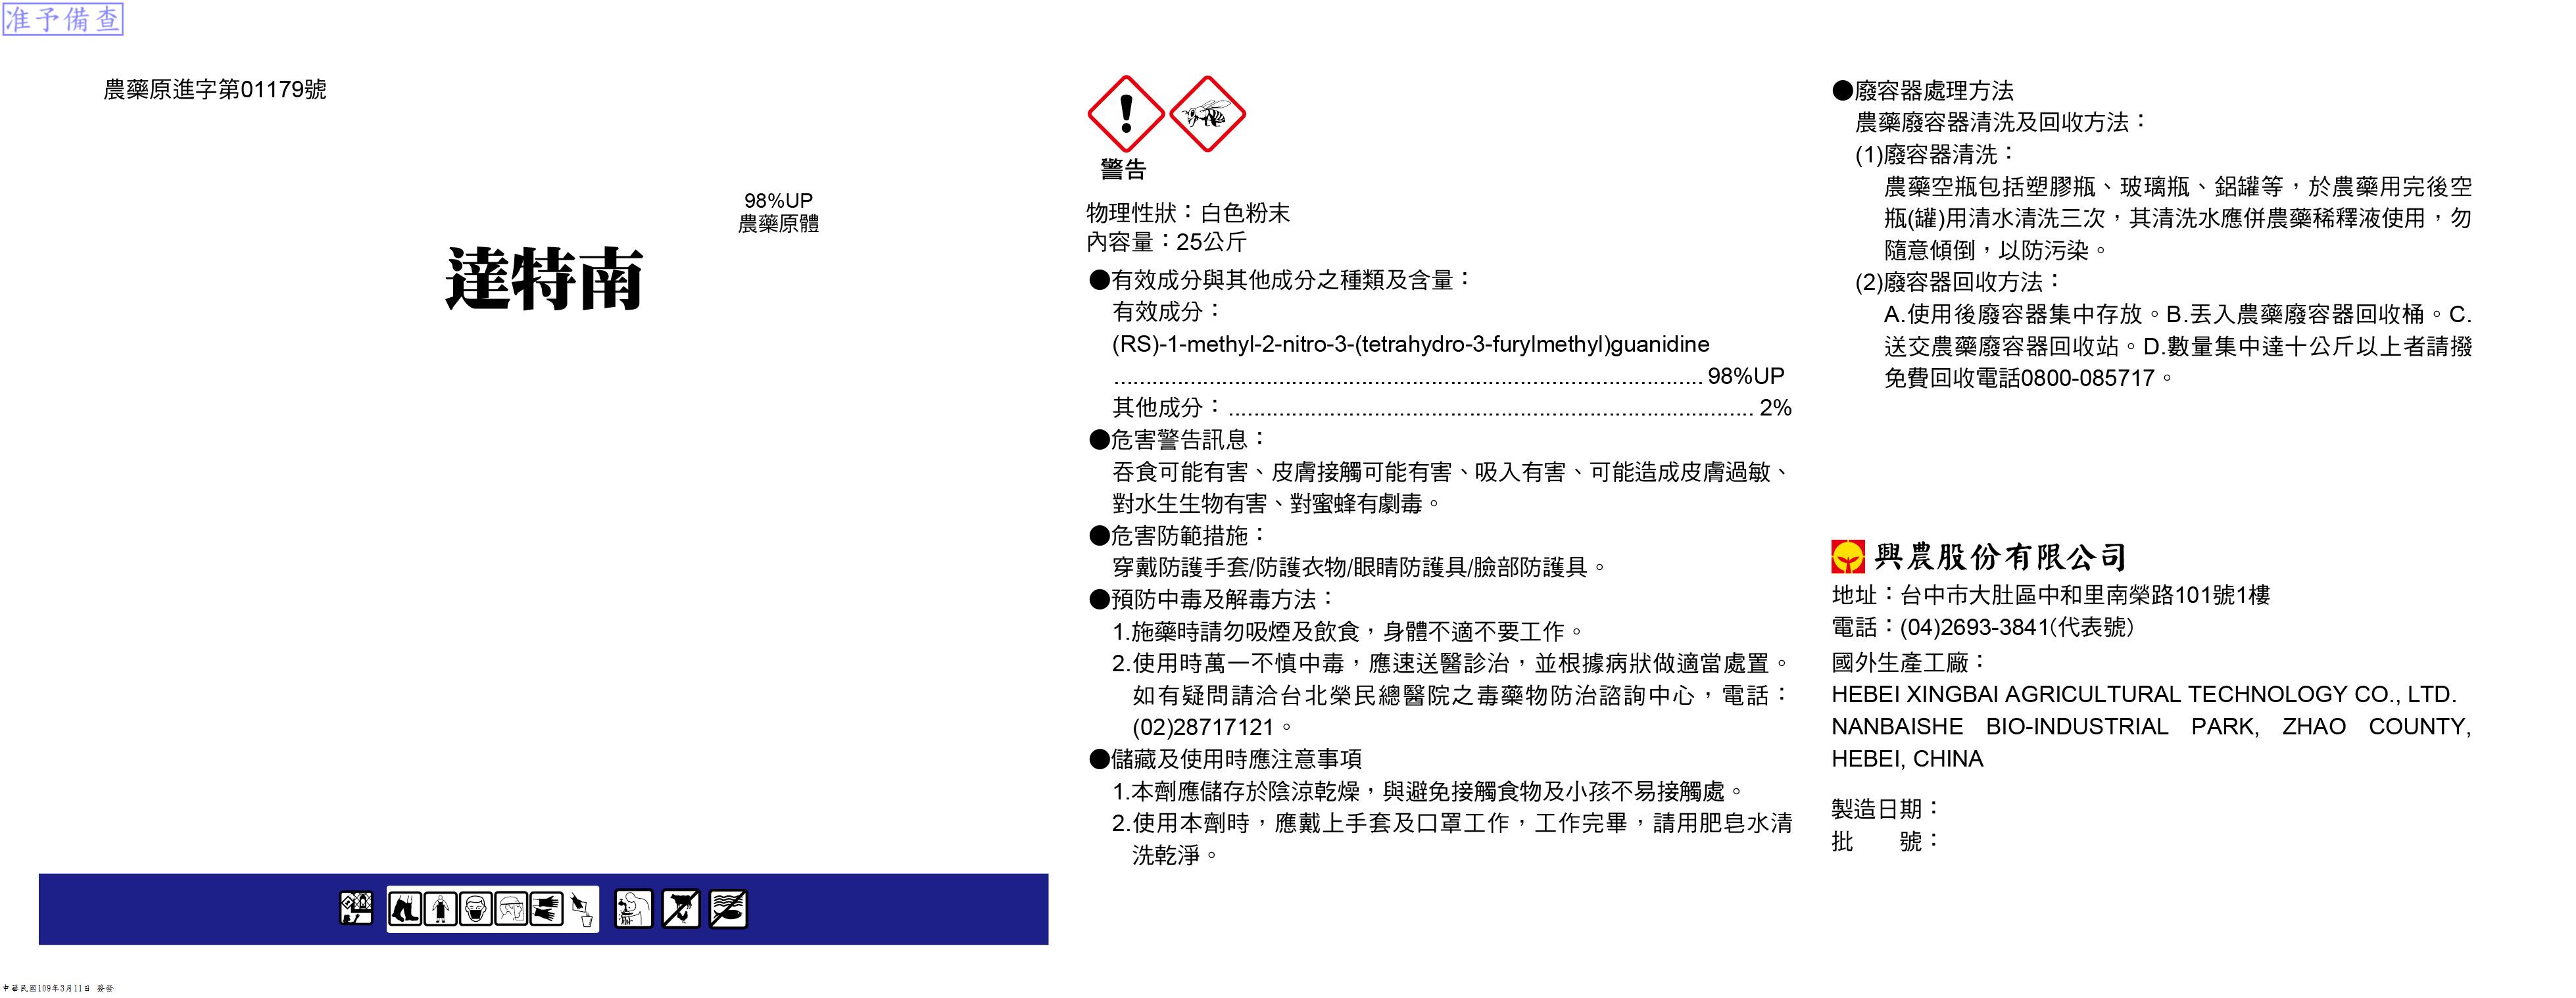 准予備查
農藥原進字第01179號
98%UP
農藥原體
達特南
警告
物理性狀：白色粉末
內容量：25公斤
●有效成分與其他成分之種類及含量：
有效成分：
(RS)-1-methyl-2-nitro-3-(tetrahydro-3-furylmethyl)guanidine
............................................................................................. 98%UP
其他成分：................................................................................... 2%
●危害警告訊息：
吞食可能有害、皮膚接觸可能有害、吸入有害、可能造成皮膚過敏、
對水生生物有害、對蜜蜂有劇毒。
●危害防範措施：
穿戴防護手套/防護衣物/眼睛防護具/臉部防護具。
●預防中毒及解毒方法：
1.施藥時請勿吸煙及飲食，身體不適不要工作。
2.使用時萬一不慎中毒，應速送醫診治，並根據病狀做適當處置。
如有疑問請洽台北榮民總醫院之毒藥物防治諮詢中心，電話：
(02)28717121。
●儲藏及使用時應注意事項
1.本劑應儲存於陰涼乾燥，與避免接觸食物及小孩不易接觸處。
2.使用本劑時，應戴上手套及口罩工作，工作完畢，請用肥皂水清
洗乾淨。
●廢容器處理方法
農藥廢容器清洗及回收方法：
(1)廢容器清洗：
農藥空瓶包括塑膠瓶、玻璃瓶、鋁罐等，於農藥用完後空
瓶(罐)用清水清洗三次，其清洗水應併農藥稀釋液使用，勿
隨意傾倒，以防污染。
(2)廢容器回收方法：
A.使用後廢容器集中存放。B.丟入農藥廢容器回收桶。C.
送交農藥廢容器回收站。D.數量集中達十公斤以上者請撥
免費回收電話0800-085717。
興農股份有限公司
地址：台中市大肚區中和里南榮路101號1樓
電話：(04)2693-3841(代表號)
國外生產工廠：
HEBEI XINGBAI AGRICULTURAL TECHNOLOGY CO., LTD.
NANBAISHE BIO-INDUSTRIAL PARK, ZHAO COUNTY,
HEBEI, CHINA
製造日期：
批　　號：
中華民國109年3月11日 簽發